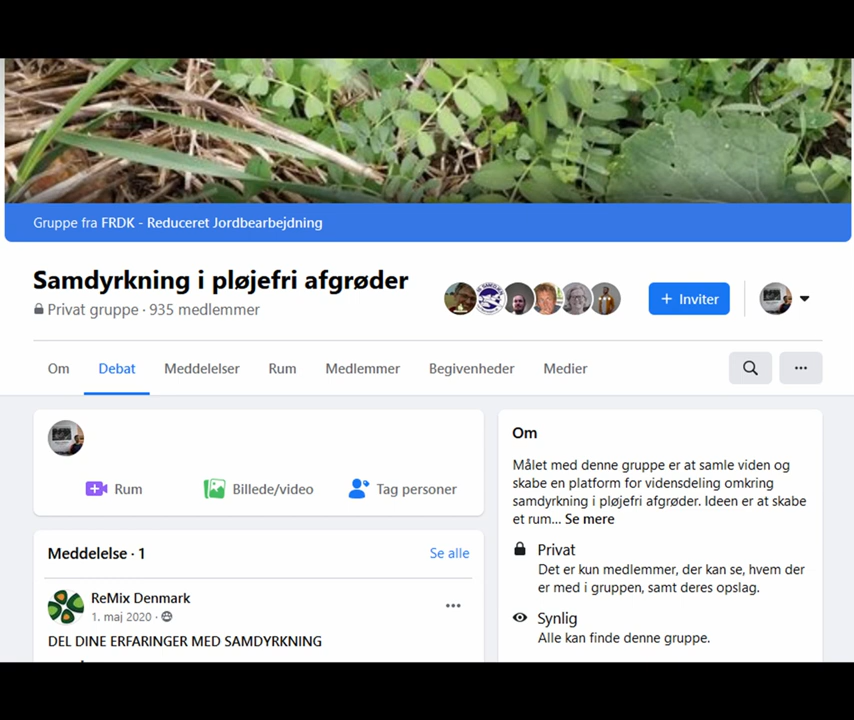 Gruppe fra FRDK - Reduceret Jordbearbejdning
Samdyrkning i pløjefri afgrøder
Privat gruppe · 935 medlemmer
+ Inviter
Om
Debat
Meddelelser
Rum
Medlemmer
Begivenheder
Medier
Rum
Billede/video
Tag personer
Meddelelse · 1
Se alle
ReMix Denmark
1. maj 2020 ·
DEL DINE ERFARINGER MED SAMDYRKNING
Om
Målet med denne gruppe er at samle viden og
skabe en platform for vidensdeling omkring
samdyrkning i pløjefri afgrøder. Ideen er at skabe
et rum... Se mere
Privat
Det er kun medlemmer, der kan se, hvem der
er med i gruppen, samt deres opslag.
Synlig
Alle kan finde denne gruppe.